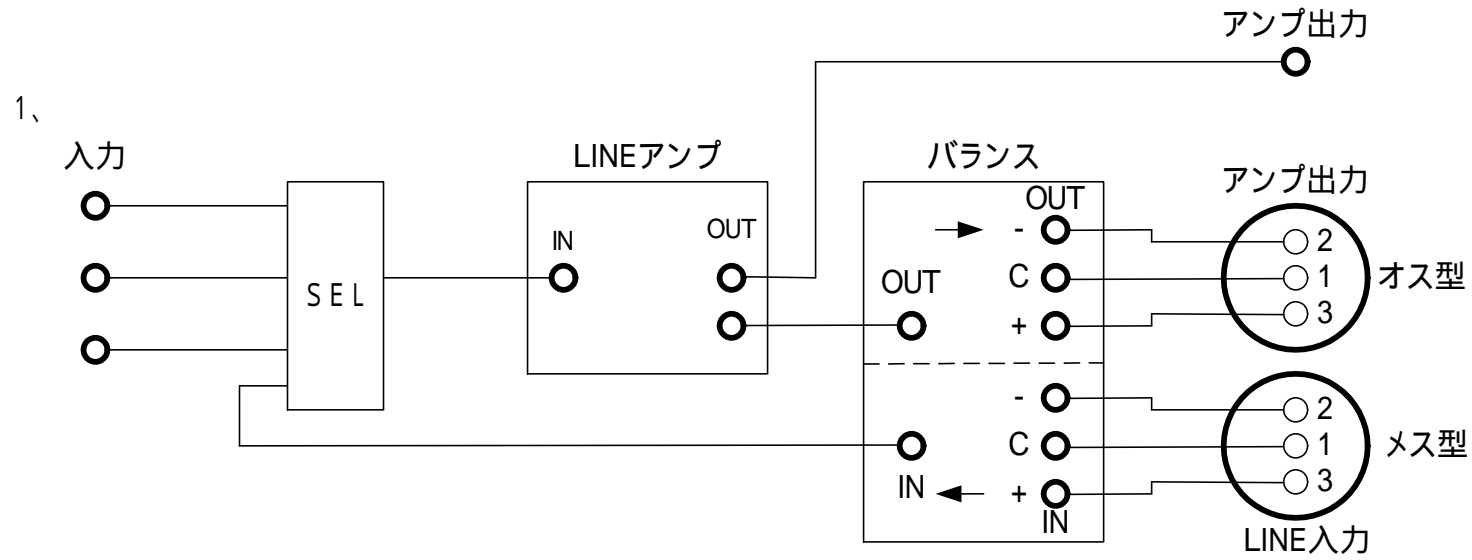 アンプ出力
1、
入力
LINEアンプ
バランス
アンプ出力
OUT
IN
OUT
-
2
SEL
OUT
C
1
オス型
+
3
-
2
C
1
メス型
IN
+
3
IN
LINE入力